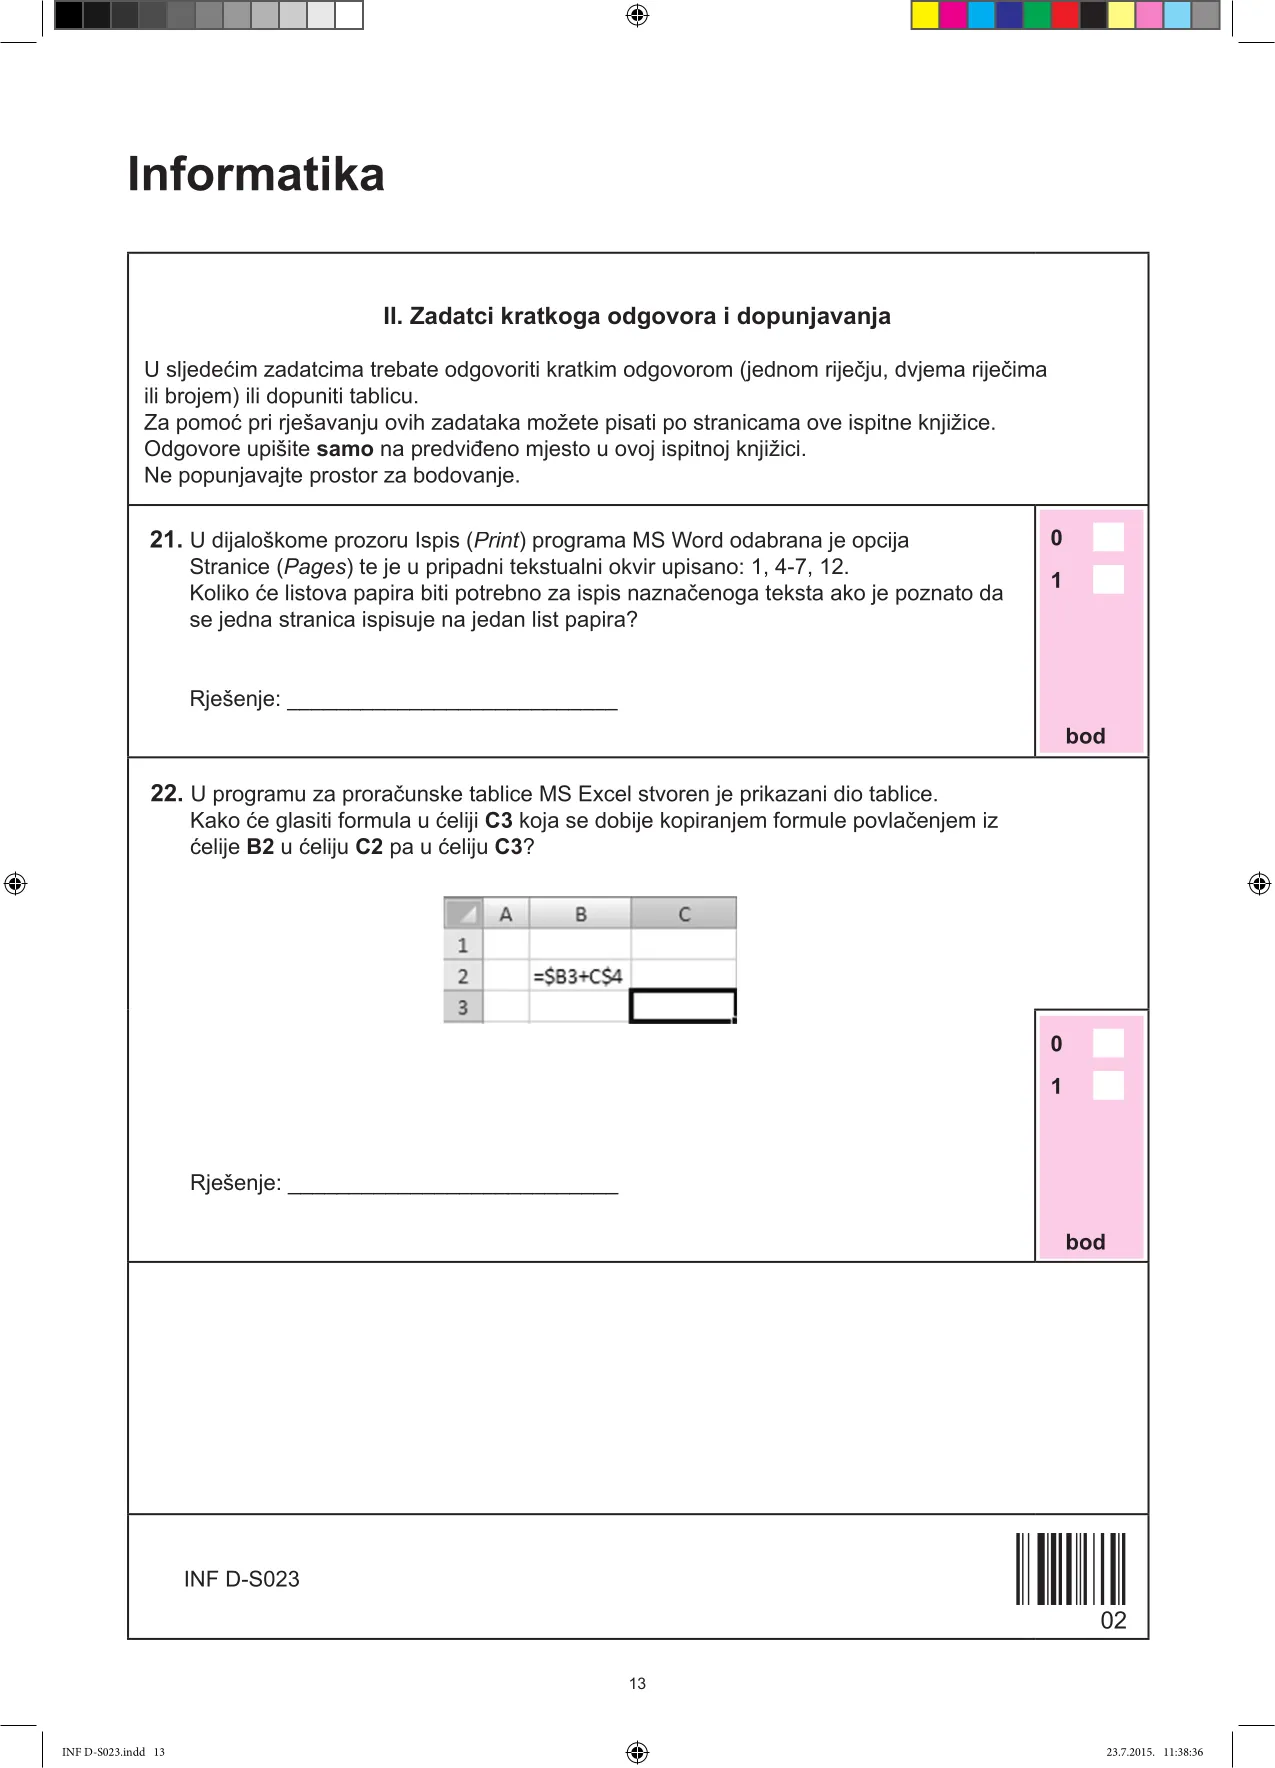 Informatika
II. Zadatci kratkoga odgovora i dopunjavanja
U sljedećim zadatcima trebate odgovoriti kratkim odgovorom (jednom riječju, dvjema riječima
ili brojem) ili dopuniti tablicu.
Za pomoć pri rješavanju ovih zadataka možete pisati po stranicama ove ispitne knjižice.
Odgovore upišite samo na predviđeno mjesto u ovoj ispitnoj knjižici.
Ne popunjavajte prostor za bodovanje.
21. U dijaloškome prozoru Ispis (Print) programa MS Word odabrana je opcija
Stranice (Pages) te je u pripadni tekstualni okvir upisano: 1, 4-7, 12.
Koliko će listova papira biti potrebno za ispis naznačenoga teksta ako je poznato da
se jedna stranica ispisuje na jedan list papira?
Rješenje: ___________________________
0
1
bod
22. U programu za proračunske tablice MS Excel stvoren je prikazani dio tablice.
Kako će glasiti formula u ćeliji C3 koja se dobije kopiranjem formule povlačenjem iz
ćelije B2 u ćeliju C2 pa u ćeliju C3?
A B C
1
2 =$B3+C$4
3
Rješenje: ___________________________
0
1
bod
INF D-S023
02
13
INF D-S023.indd 13
23.7.2015. 11:38:36